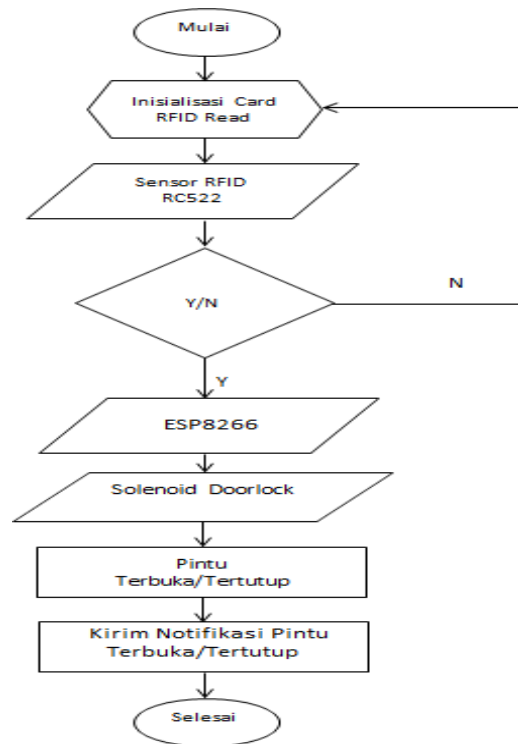 Mulai
Inisialisasi Card
RFID Read
Sensor RFID
RC522
Y/N
N
Y
ESP8266
Solenoid Doorlock
Pintu
Terbuka/Tertutup
Kirim Notifikasi Pintu
Terbuka/Tertutup
Selesai